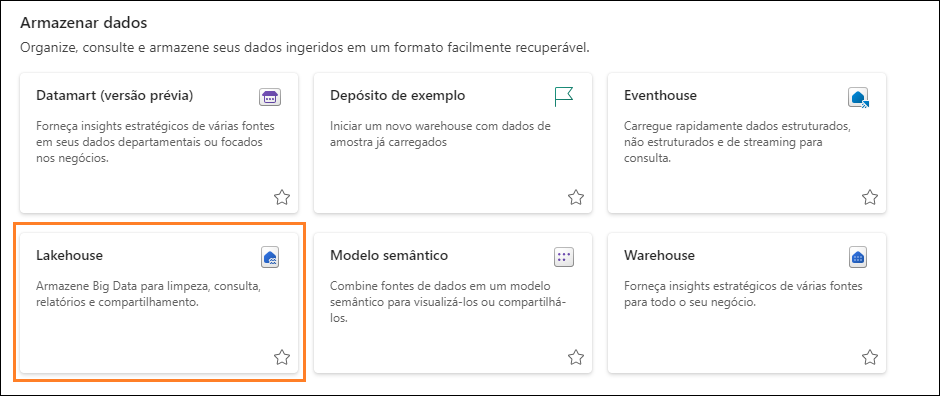 Armazenar dados
Organize, consulte e armazene seus dados ingeridos em um formato facilmente recuperável.
Datamart (versão prévia)
Forneça insights estratégicos de várias fontes
em seus dados departamentais ou focados
nos negócios.
Depósito de exemplo
Iniciar um novo warehouse com dados de
amostra já carregados
Eventhouse
Carregue rapidamente dados estruturados,
não estruturados e de streaming para
consulta.
Lakehouse
Armazene Big Data para limpeza, consulta,
relatórios e compartilhamento.
Modelo semântico
Combine fontes de dados em um modelo
semântico para visualizá-los ou compartilhá-
los.
Warehouse
Forneça insights estratégicos de várias fontes
para todo o seu negócio.